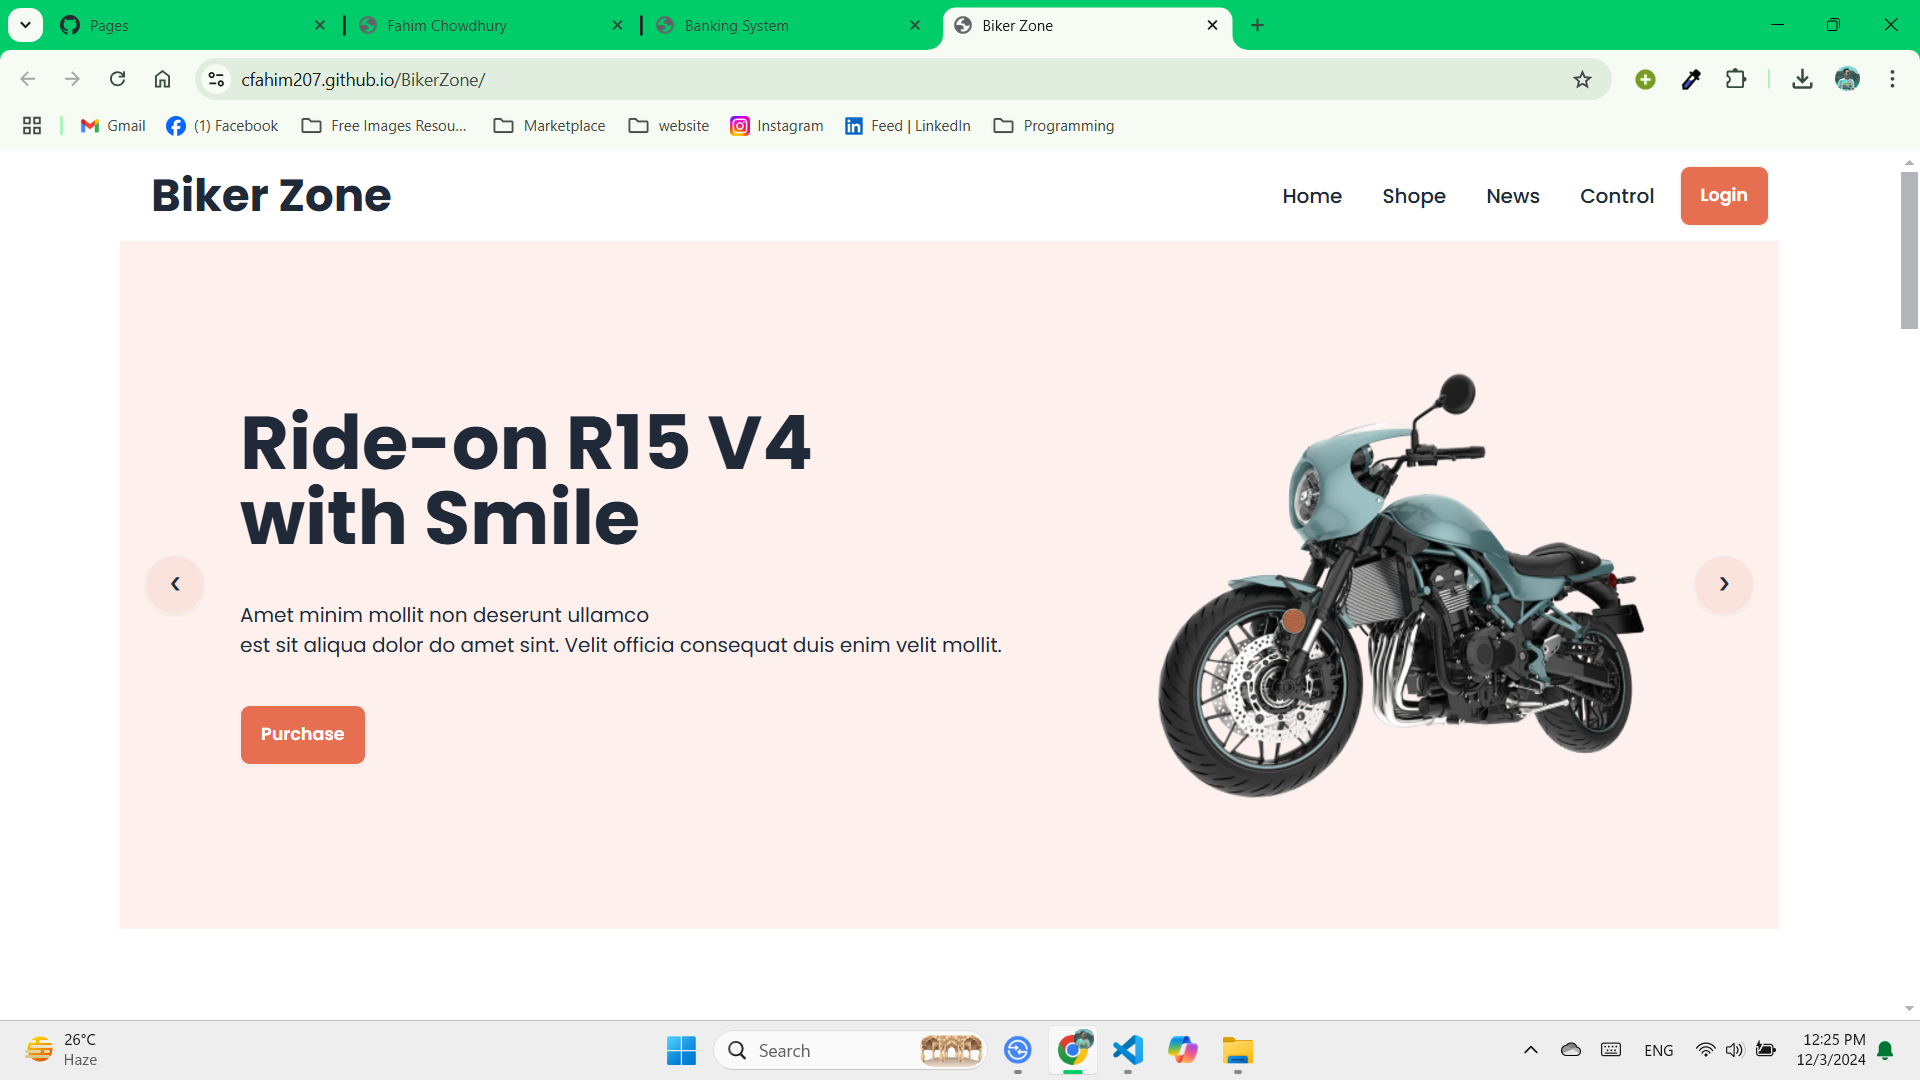 Pages
Fahim Chowdhury
Banking System
Biker Zone
cfahim207.github.io/BikerZone/
Gmail
(1) Facebook
Free Images Resou...
Marketplace
website
Instagram
Feed | LinkedIn
Programming
Biker Zone
Home
Shope
News
Control
Login
Ride-on R15 V4
with Smile
Amet minim mollit non deserunt ullamco
est sit aliqua dolor do amet sint. Velit officia consequat duis enim velit mollit.
Purchase
26°C
Haze
Search
ENG
12:25 PM
12/3/2024